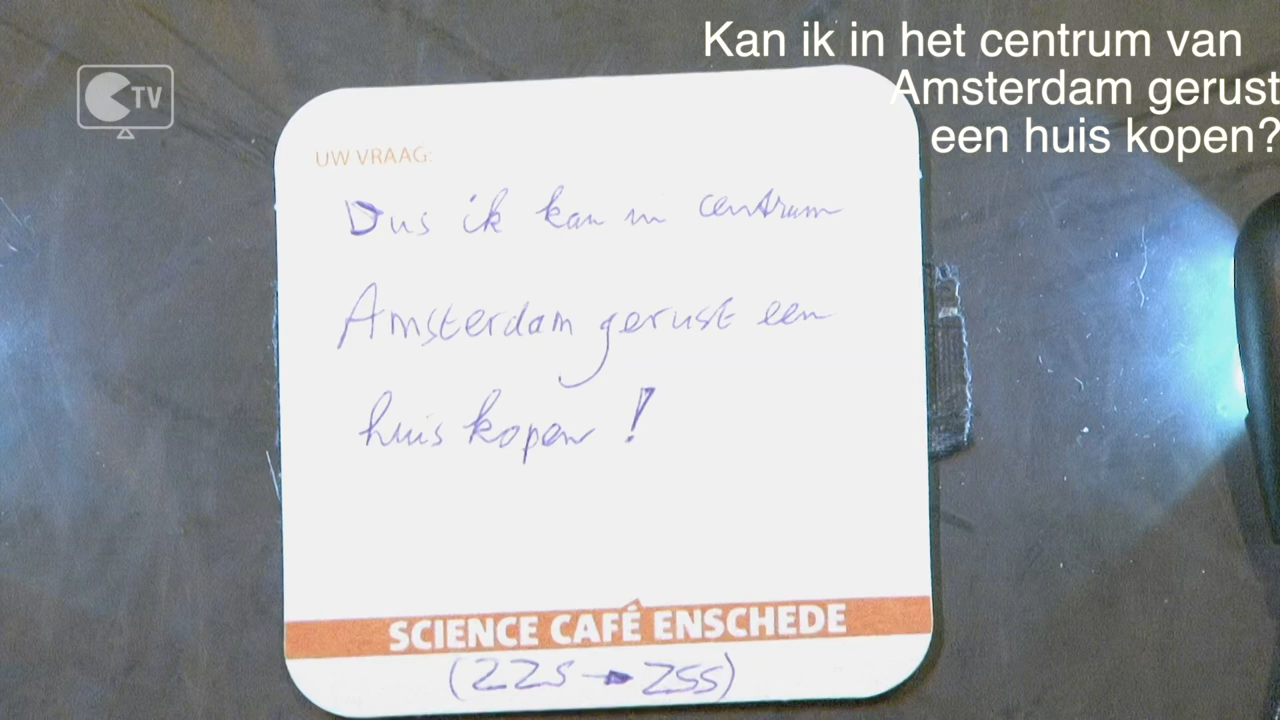 Kan ik in het centrum van
Amsterdam gerust
een huis kopen?
TV
UW VRAAG:
Dus ik kan in centrum
Amsterdam gerust een
huis kopen!
SCIENCE CAFÉ ENSCHEDE
(225 → 255)